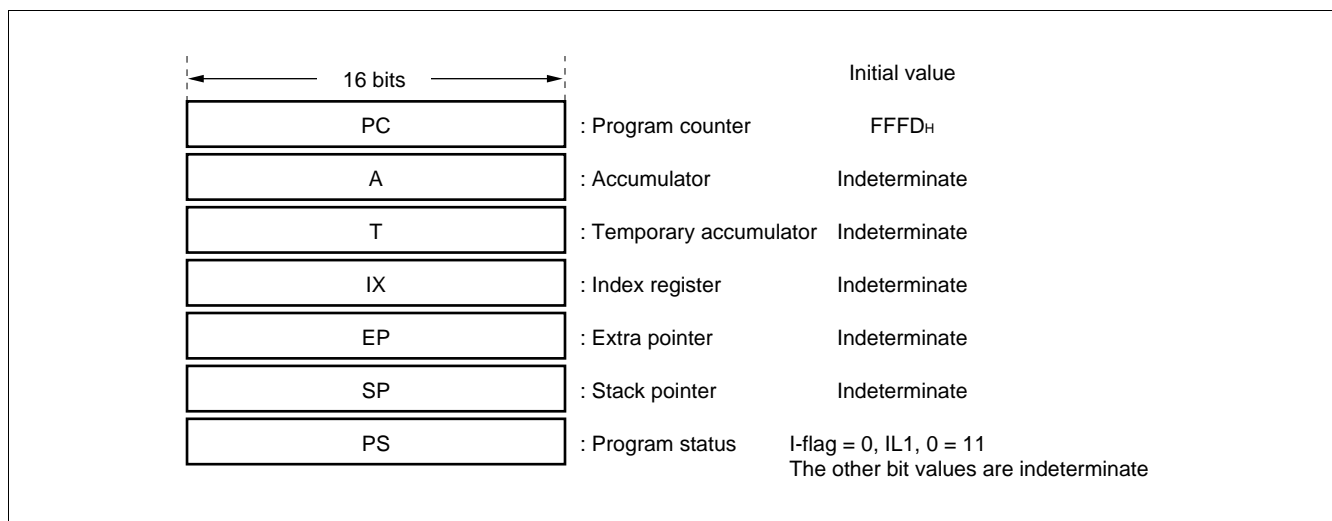 16 bits Initial value
PC : Program counter FFFDH
A : Accumulator Indeterminate
T : Temporary accumulator Indeterminate
IX : Index register Indeterminate
EP : Extra pointer Indeterminate
SP : Stack pointer Indeterminate
PS : Program status I-flag = 0, IL1, 0 = 11
The other bit values are indeterminate